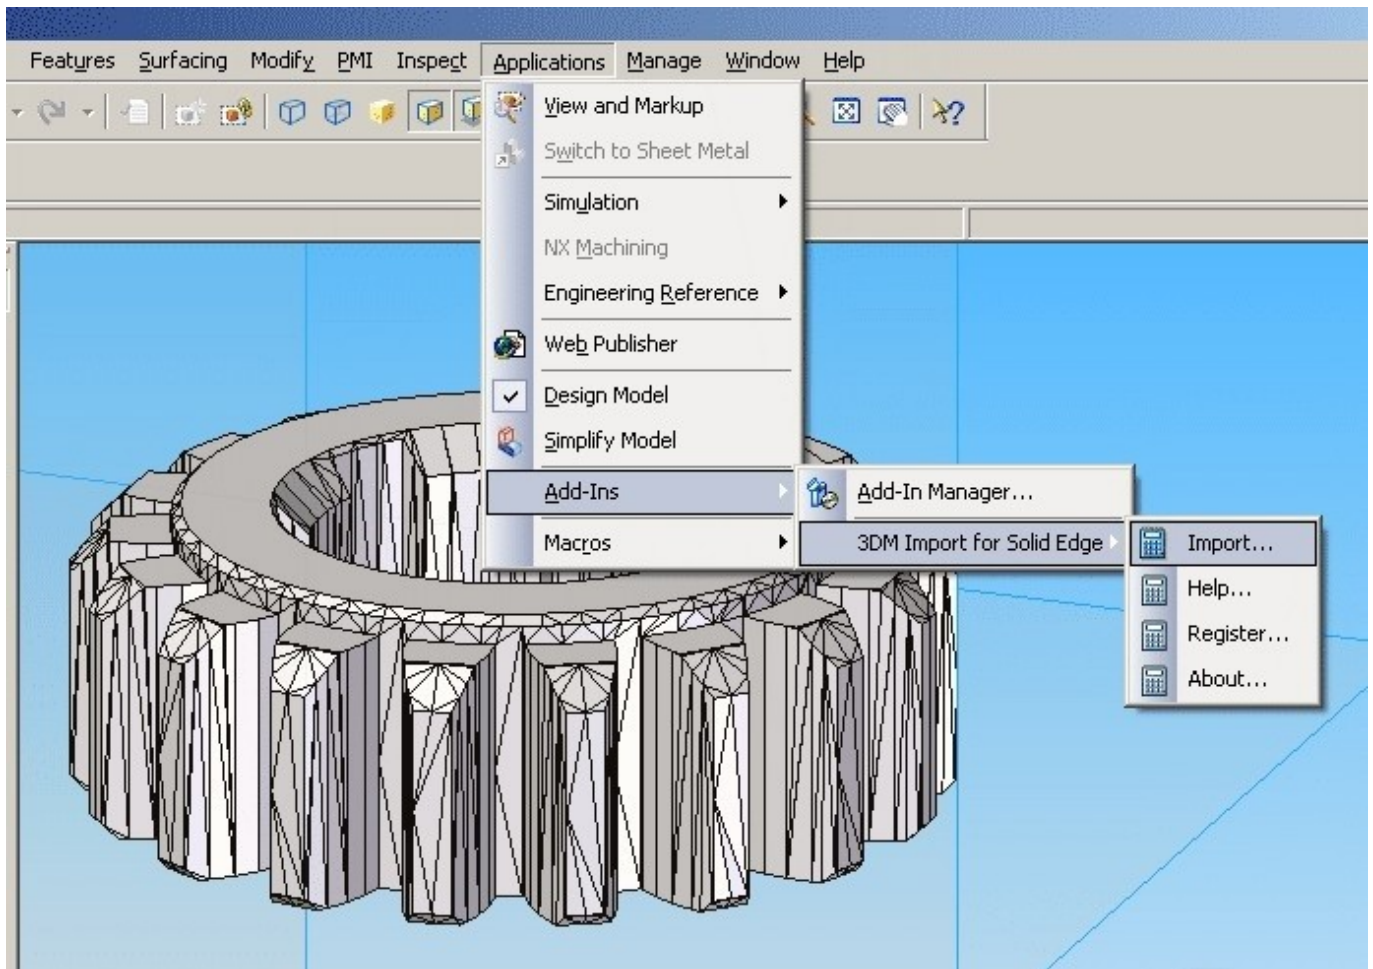 Features Surfacing Modify PMI Inspect Applications Manage Window Help
View and Markup
Switch to Sheet Metal
Simulation
NX Machining
Engineering Reference
Web Publisher
Design Model
Simplify Model
Add-Ins
Add-In Manager...
Macros
3DM Import for Solid Edge
Import...
Help...
Register...
About...